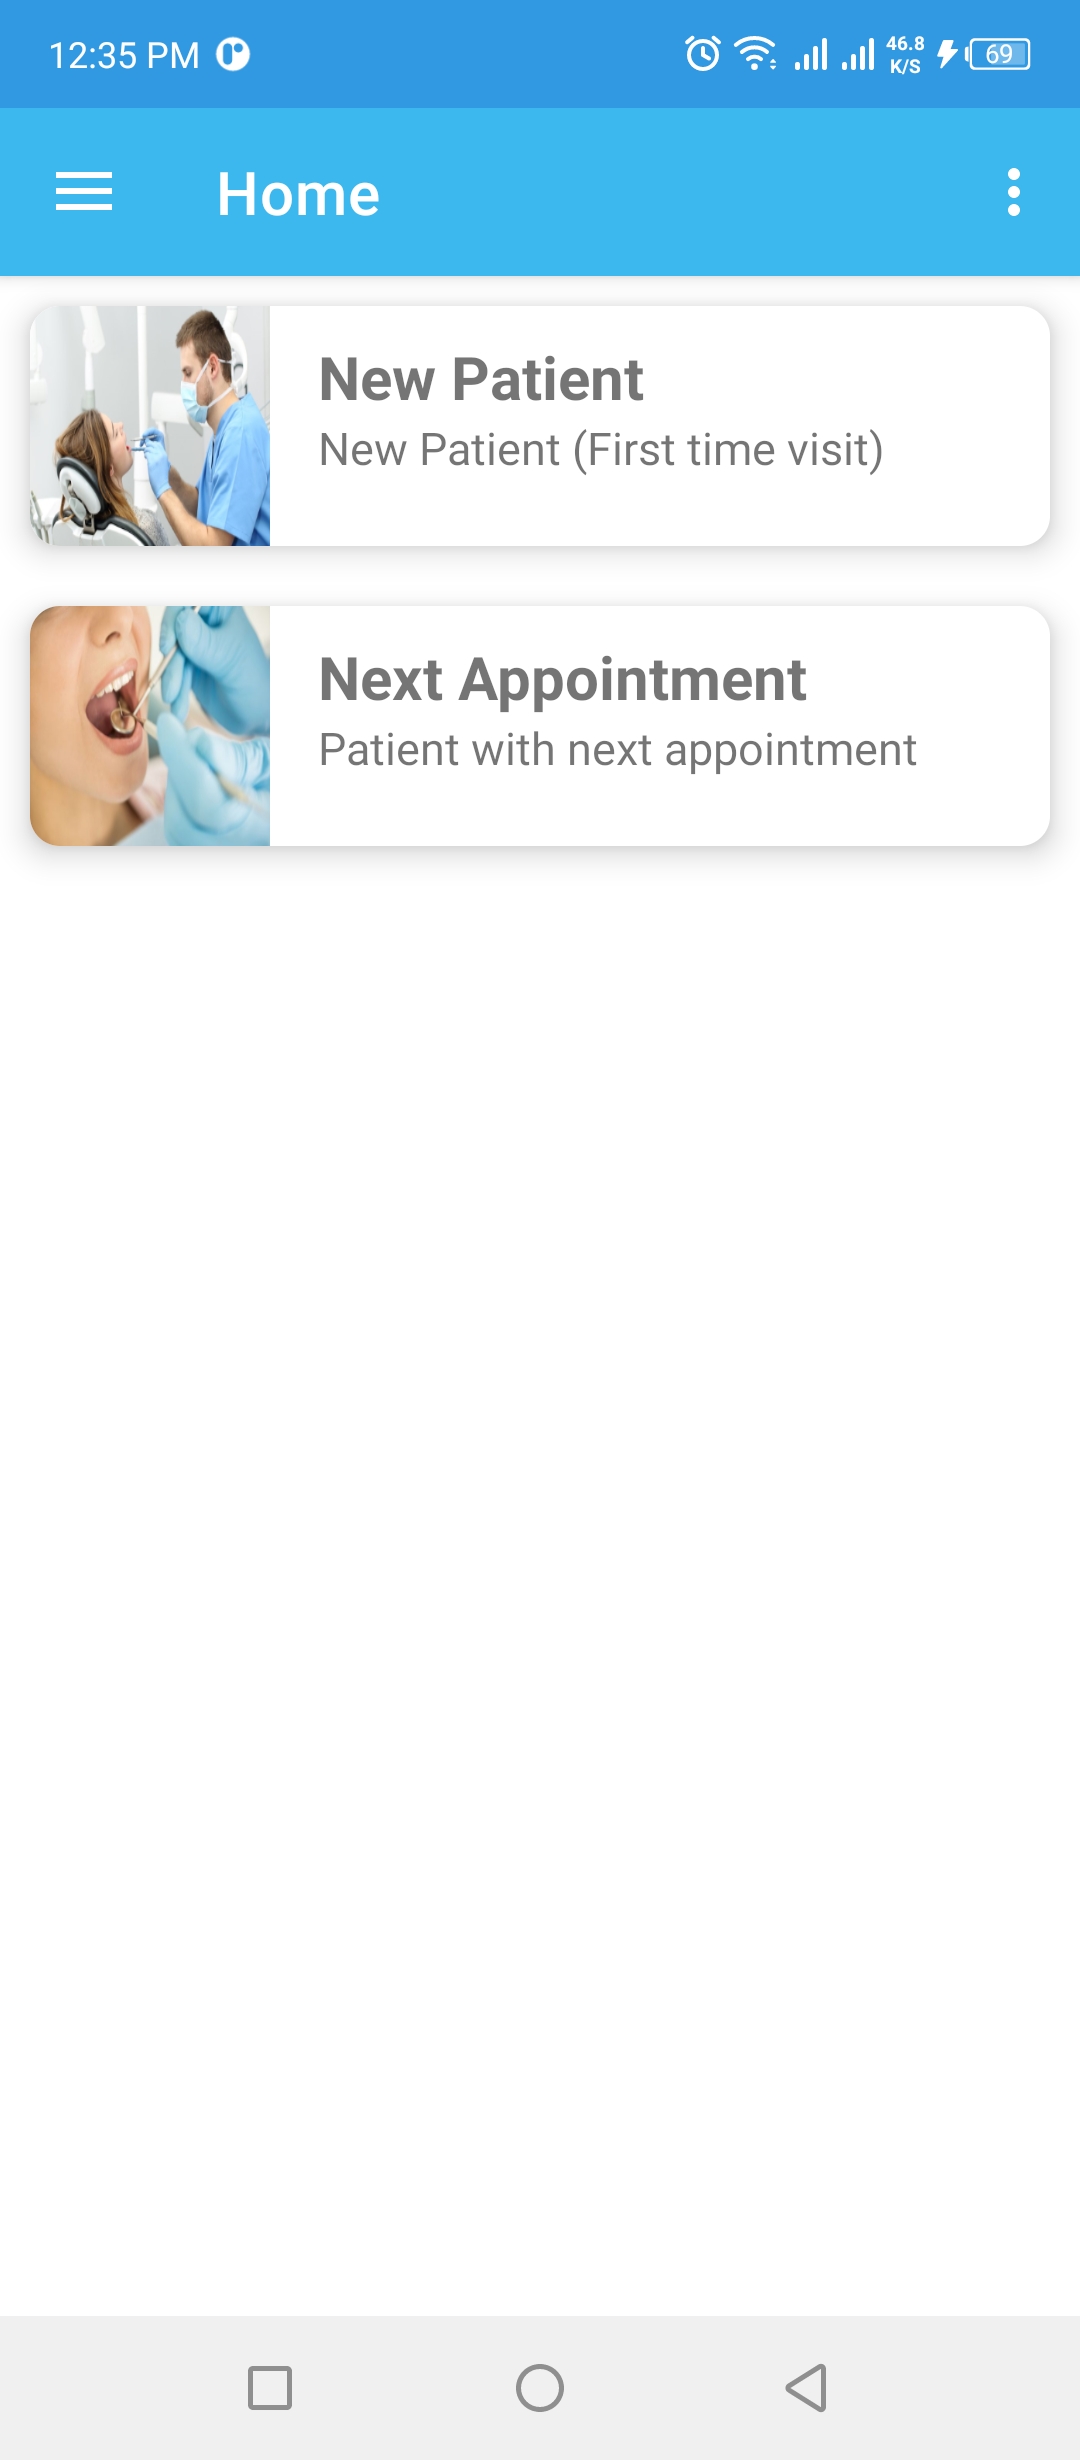 12:35 PM
46.8
K/S
69
Home
New Patient
New Patient (First time visit)
Next Appointment
Patient with next appointment